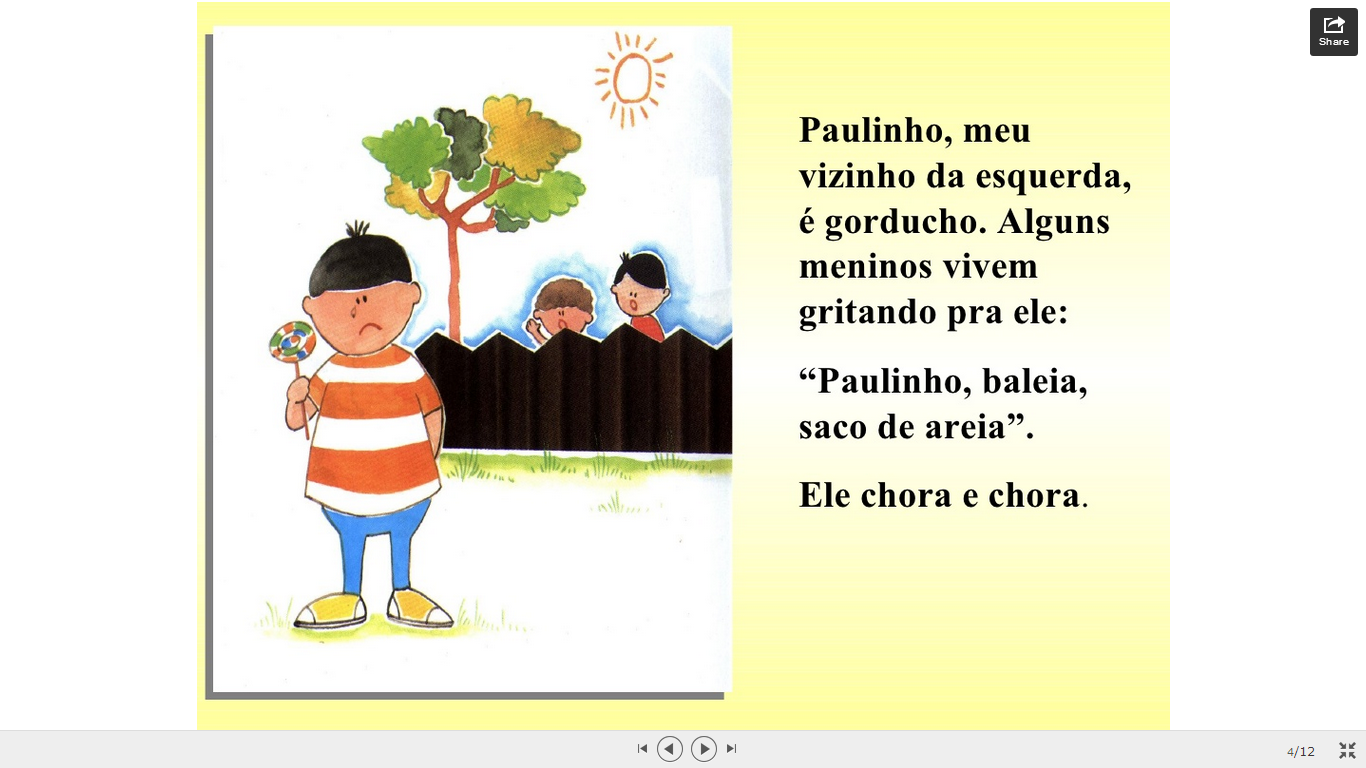 Share
Paulinho, meu
vizinho da esquerda,
é gorducho. Alguns
meninos vivem
gritando pra ele:
“Paulinho, baleia,
saco de areia”.
Ele chora e chora.
4/12